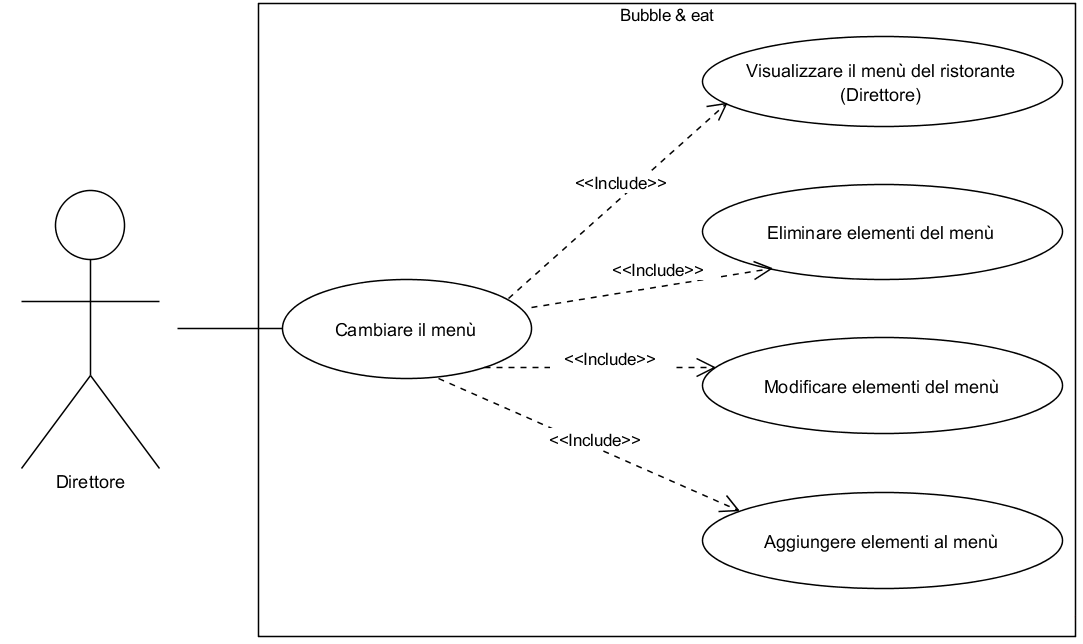 Bubble & eat
Visualizzare il menù del ristorante
(Direttore)
<<Include>>
Eliminare elementi del menù
<<Include>>
Cambiare il menù
<<Include>>
Modificare elementi del menù
<<Include>>
Direttore
Aggiungere elementi al menù